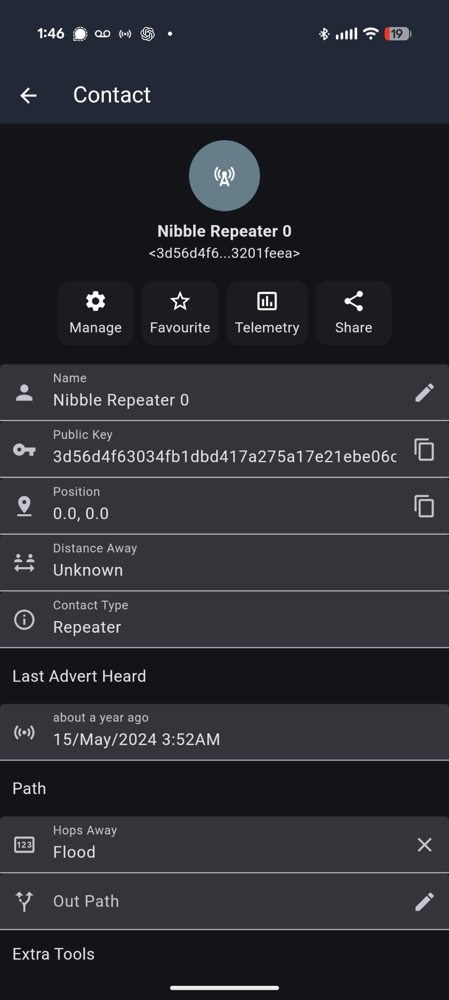 1:46
19
Contact
Nibble Repeater 0
<3d56d4f6...3201feea>
Manage
Favourite
Telemetry
Share
Name
Nibble Repeater 0
Public Key
3d56d4f63034fb1dbd417a275a17e21ebe06c
Position
0.0, 0.0
Distance Away
Unknown
Contact Type
Repeater
Last Advert Heard
about a year ago
15/May/2024 3:52AM
Path
123
Hops Away
Flood
Out Path
Extra Tools